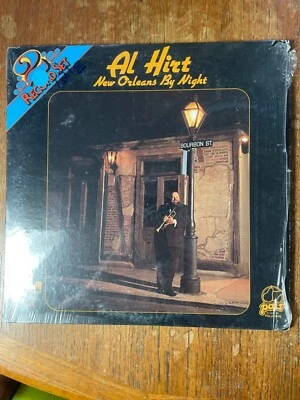 2 RECORD SET
Al Hirt
New Orleans By Night
BOURBON ST